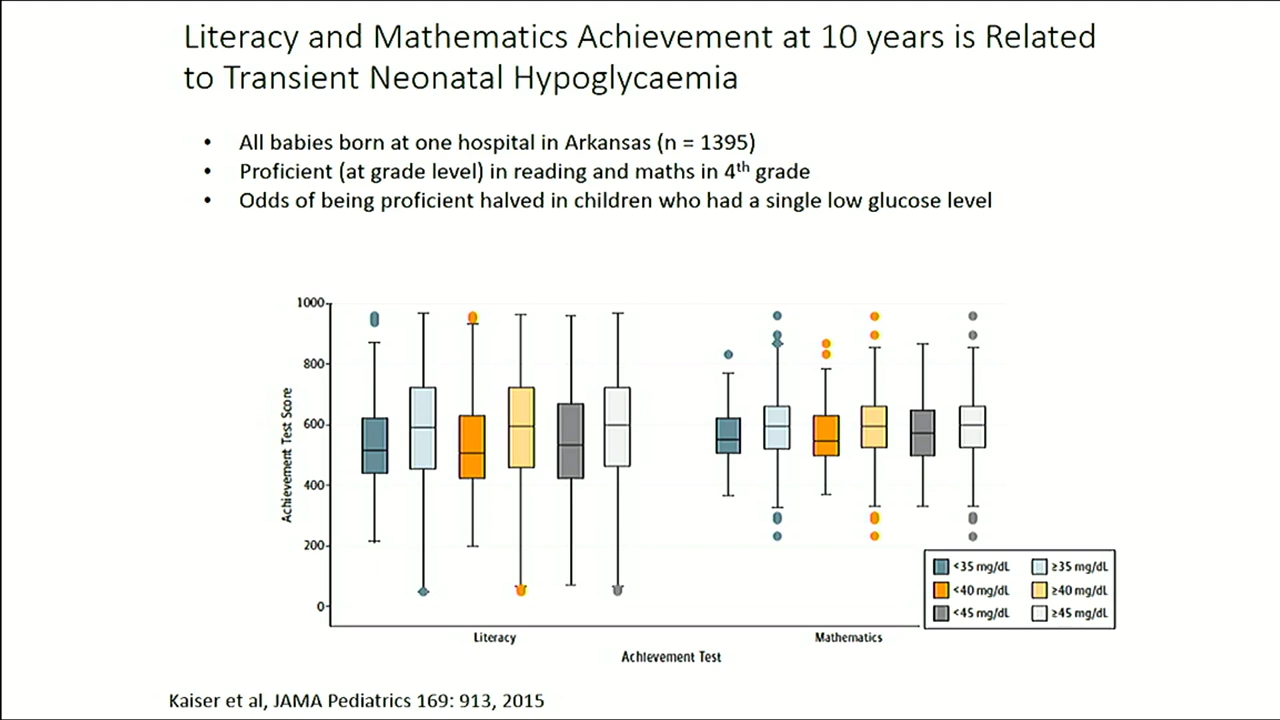 Literacy and Mathematics Achievement at 10 years is Related
to Transient Neonatal Hypoglycaemia
• All babies born at one hospital in Arkansas (n = 1395)
• Proficient (at grade level) in reading and maths in 4th grade
• Odds of being proficient halved in children who had a single low glucose level
1000
800
600
400
200
0
Achievement Test Score
Literacy
Mathematics
Achievement Test
<35 mg/dL ≥35 mg/dL
<40 mg/dL ≥40 mg/dL
<45 mg/dL ≥45 mg/dL
Kaiser et al, JAMA Pediatrics 169: 913, 2015